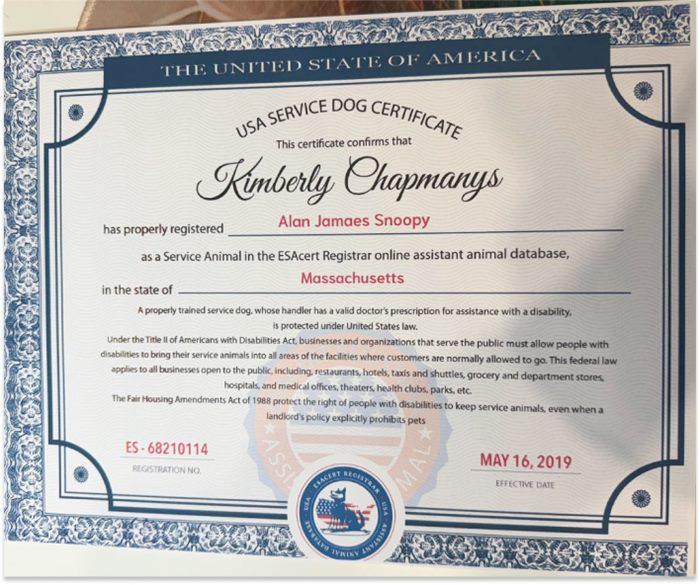 THE UNITED STATE OF AMERICA
USA SERVICE DOG CERTIFICATE
This certificate confirms that
Kimberly Chapmanys
has properly registered Alan Jamaes Snoopy
as a Service Animal in the ESAcert Registrar online assistant animal database,
in the state of Massachusetts
A properly trained service dog, whose handler has a valid doctor's prescription for assistance with a disability,
is protected under United States law.
Under the Title II of Americans with Disabilities Act, businesses and organizations that serve the public must allow people with
disabilities to bring their service animals into all areas of the facilities where customers are normally allowed to go. This federal law
applies to all businesses open to the public, including, restaurants, hotels, taxis and shuttles, grocery and department stores,
hospitals, and medical offices, theaters, health clubs, parks, etc.
The Fair Housing Amendments Act of 1988 protect the right of people with disabilities to keep service animals, even when a
landlord's policy explicitly prohibits pets
ES - 68210114
REGISTRATION NO.
MAY 16, 2019
EFFECTIVE DATE
ESACERT REGISTRAR
USA ASSISTANT ANIMAL DATABASE USA